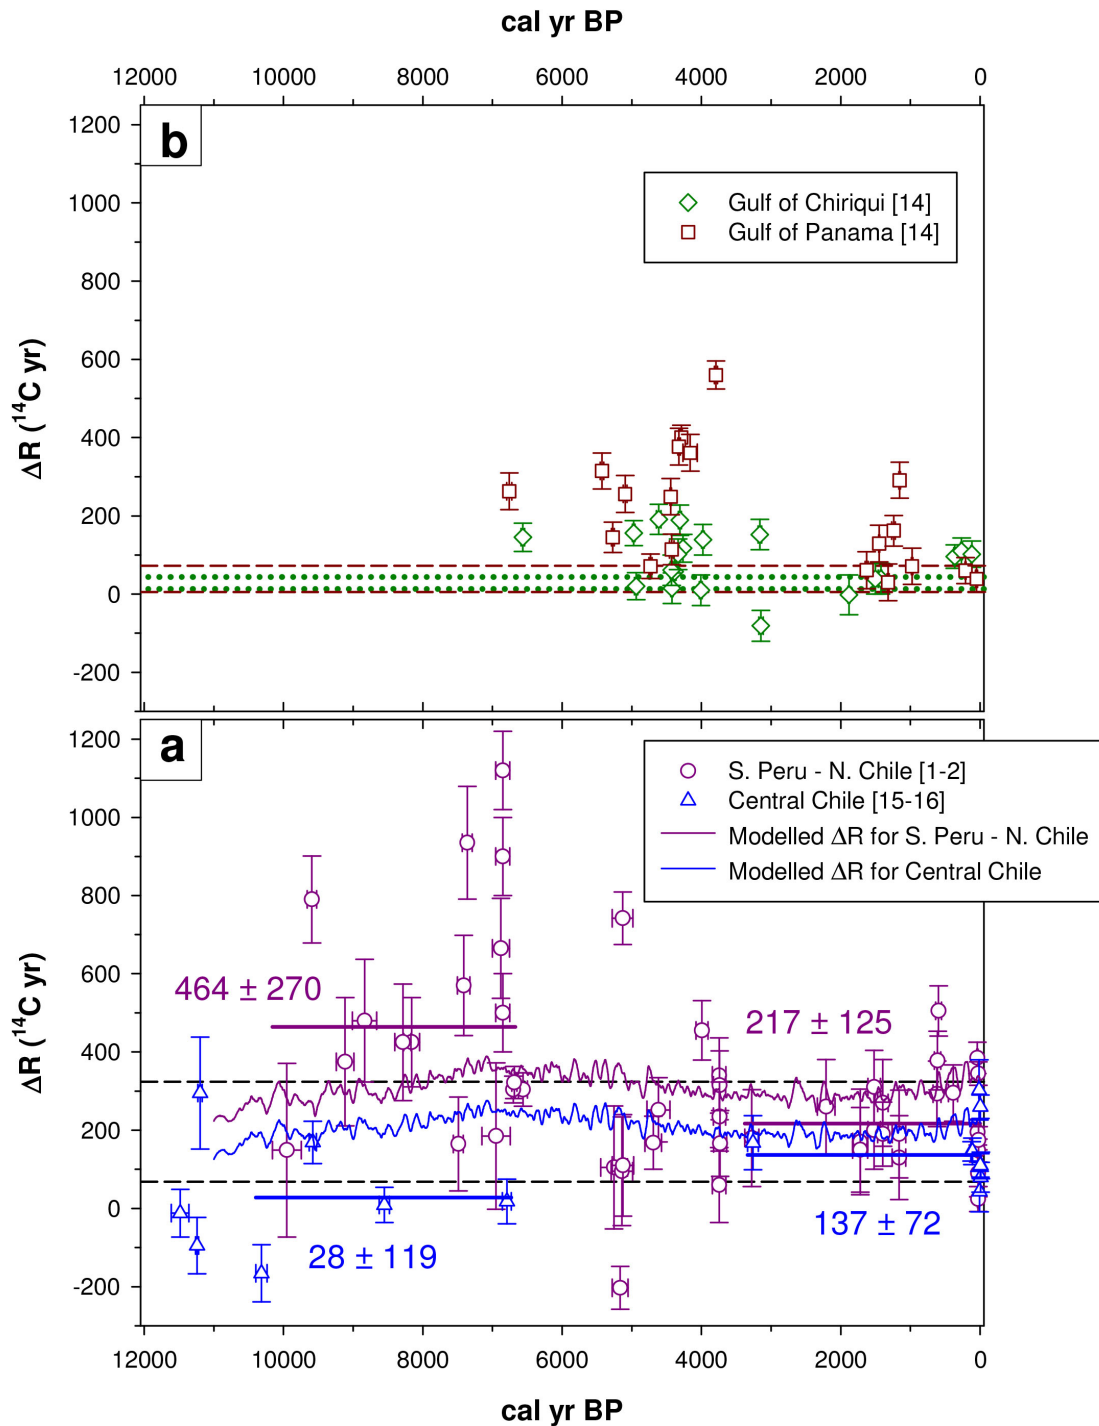 cal yr BP
12000 10000 8000 6000 4000 2000 0
b
1200
1000
800
600
400
200
0
-200
ΔR (¹⁴C yr)
Gulf of Chiriqui [14]
Gulf of Panama [14]
a
1200
1000
800
600
400
200
0
-200
ΔR (¹⁴C yr)
S. Peru - N. Chile [1-2]
Central Chile [15-16]
Modelled ΔR for S. Peru - N. Chile
Modelled ΔR for Central Chile
464 ± 270
217 ± 125
137 ± 72
28 ± 119
12000 10000 8000 6000 4000 2000 0
cal yr BP